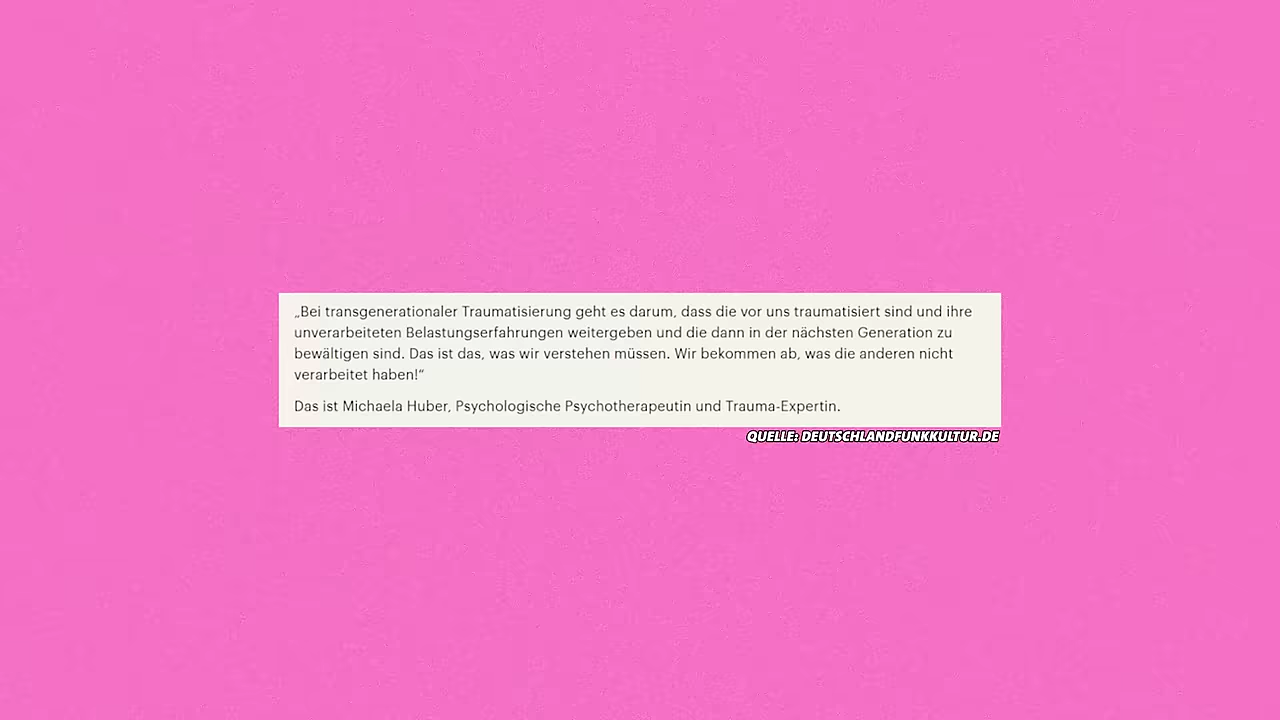 „Bei transgenerationaler Traumatisierung geht es darum, dass die vor uns traumatisiert sind und ihre
unverarbeiteten Belastungserfahrungen weitergeben und die dann in der nächsten Generation zu
bewältigen sind. Das ist das, was wir verstehen müssen. Wir bekommen ab, was die anderen nicht
verarbeitet haben!“
Das ist Michaela Huber, Psychologische Psychotherapeutin und Trauma-Expertin.
QUELLE: DEUTSCHLANDFUNKKULTUR.DE